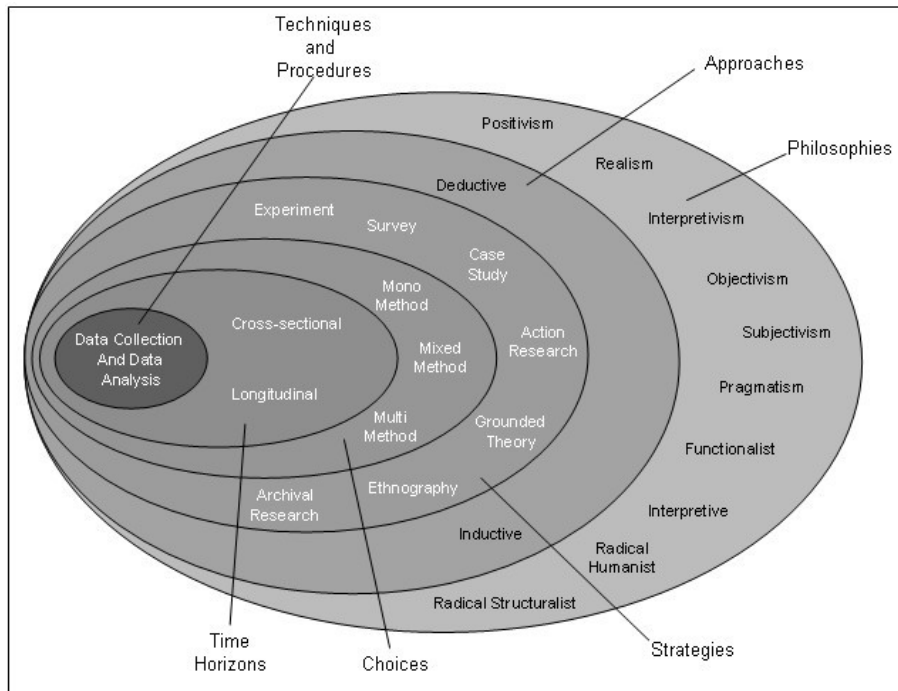 Techniques
and
Procedures
Approaches
Positivism
Philosophies
Realism
Deductive
Experiment
Interpretivism
Survey
Case
Study
Objectivism
Mono
Method
Cross-sectional
Subjectivism
Data Collection
And Data
Analysis
Mixed
Method
Action
Research
Longitudinal
Pragmatism
Multi
Method
Grounded
Theory
Functionalist
Ethnography
Archival
Research
Interpretive
Inductive
Radical
Humanist
Radical Structuralist
Time
Horizons
Choices
Strategies